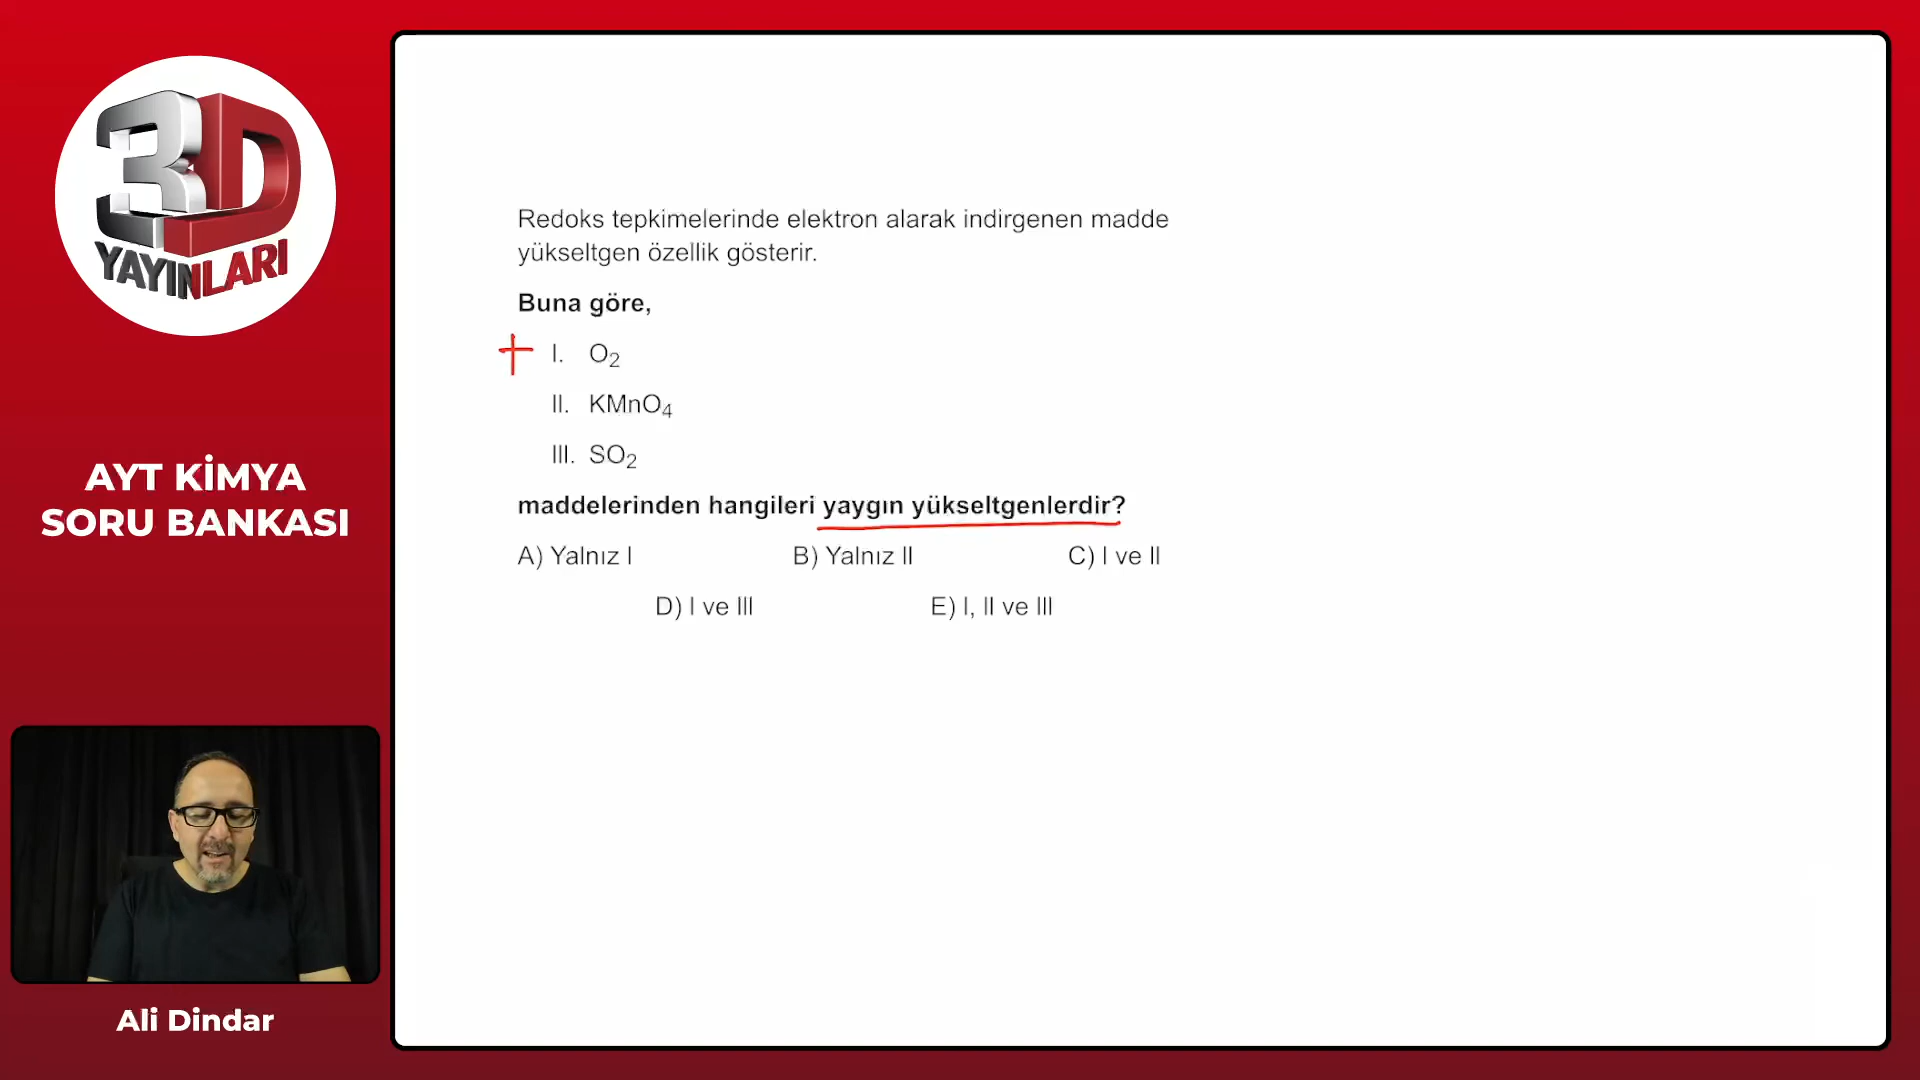 3D
YAYINLARI
AYT KİMYA
SORU BANKASI
Ali Dindar
Redoks tepkimelerinde elektron alarak indirgenen madde
yükseltgen özellik gösterir.
Buna göre,
+ I. O₂
II. KMnO₄
III. SO₂
maddelerinden hangileri yaygın yükseltgenlerdir?
A) Yalnız I B) Yalnız II C) I ve II
D) I ve III E) I, II ve III